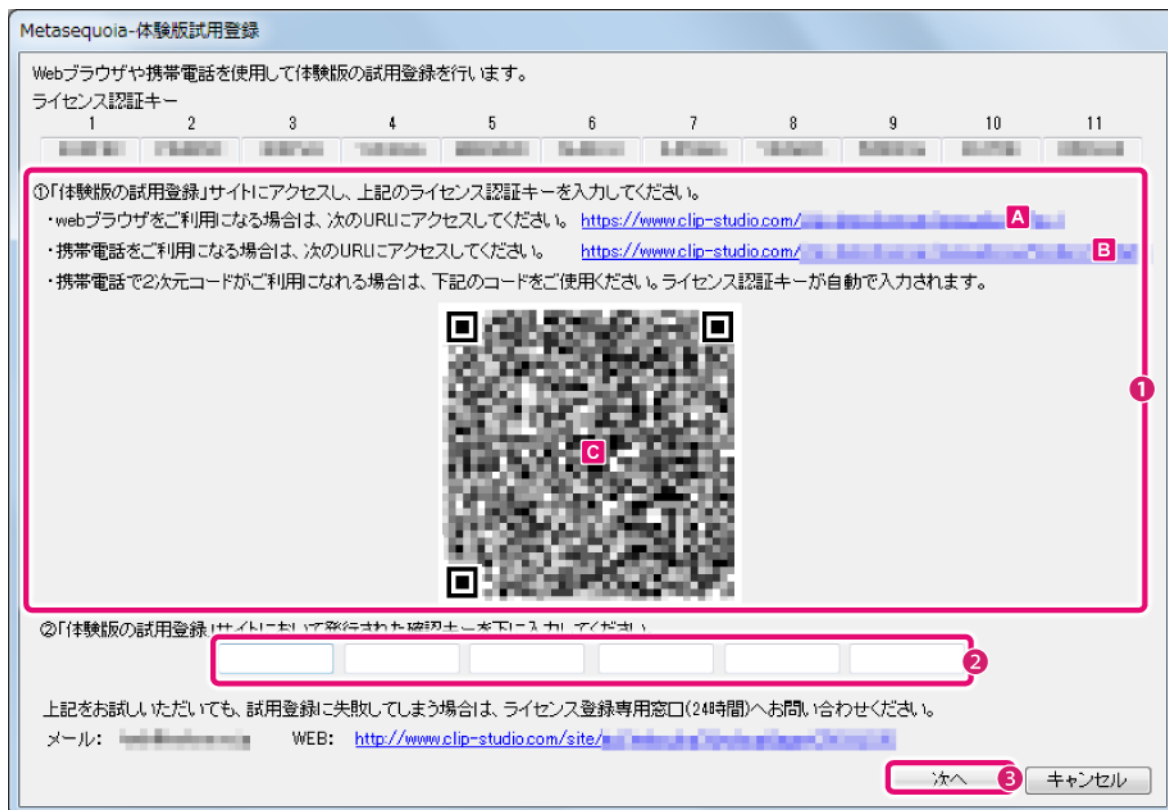 Metasequoia-体験版試用登録
Webブラウザや携帯電話を使用して体験版の試用登録を行います。
ライセンス認証キー
1 2 3 4 5 6 7 8 9 10 11
①「体験版の試用登録」サイトにアクセスし、上記のライセンス認証キーを入力してください。
・webブラウザをご利用になる場合は、次のURLにアクセスしてください。 https://www.clip-studio.com/ A
・携帯電話をご利用になる場合は、次のURLにアクセスしてください。 https://www.clip-studio.com/ B
・携帯電話で2次元コードがご利用になれる場合は、下記のコードをご使用ください。ライセンス認証キーが自動で入力されます。
1
C
②「体験版の試用登録」サイトにおいて発行された確認キーを下に入力してください
2
上記をお試しいただいても、試用登録に失敗してしまう場合は、ライセンス登録専用窓口(24時間)へお問い合わせください。
メール: WEB: http://www.clip-studio.com/site/
次へ 3 キャンセル